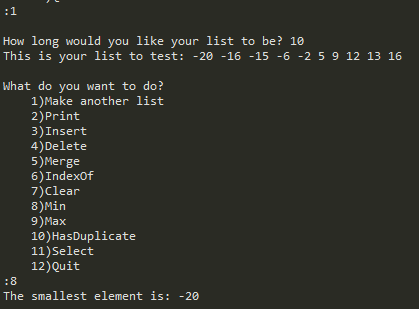 :1
How long would you like your list to be? 10
This is your list to test: -20 -16 -15 -6 -2 5 9 12 13 16
What do you want to do?
1)Make another list
2)Print
3)Insert
4)Delete
5)Merge
6)IndexOf
7)Clear
8)Min
9)Max
10)HasDuplicate
11)Select
12)Quit
:8
The smallest element is: -20